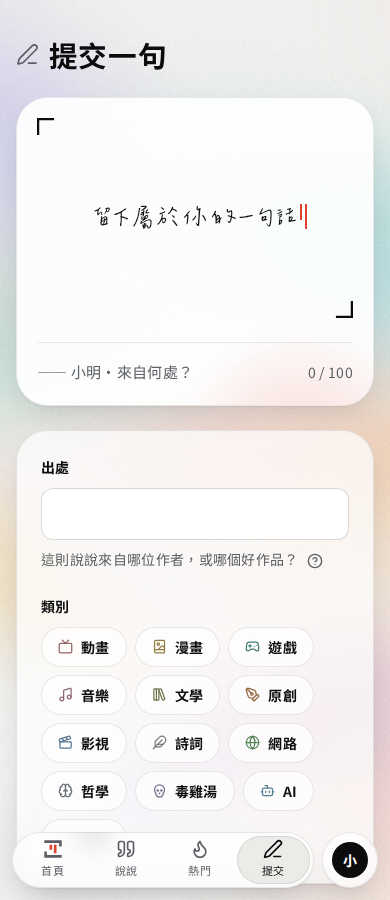 提交一句
留下屬於你的一句話
—— 小明・來自何處？
0 / 100
出處
這則說說來自哪位作者，或哪個好作品？
類別
動畫
漫畫
遊戲
音樂
文學
原創
影視
詩詞
網路
哲學
毒雞湯
AI
首頁
說說
熱門
提交
小